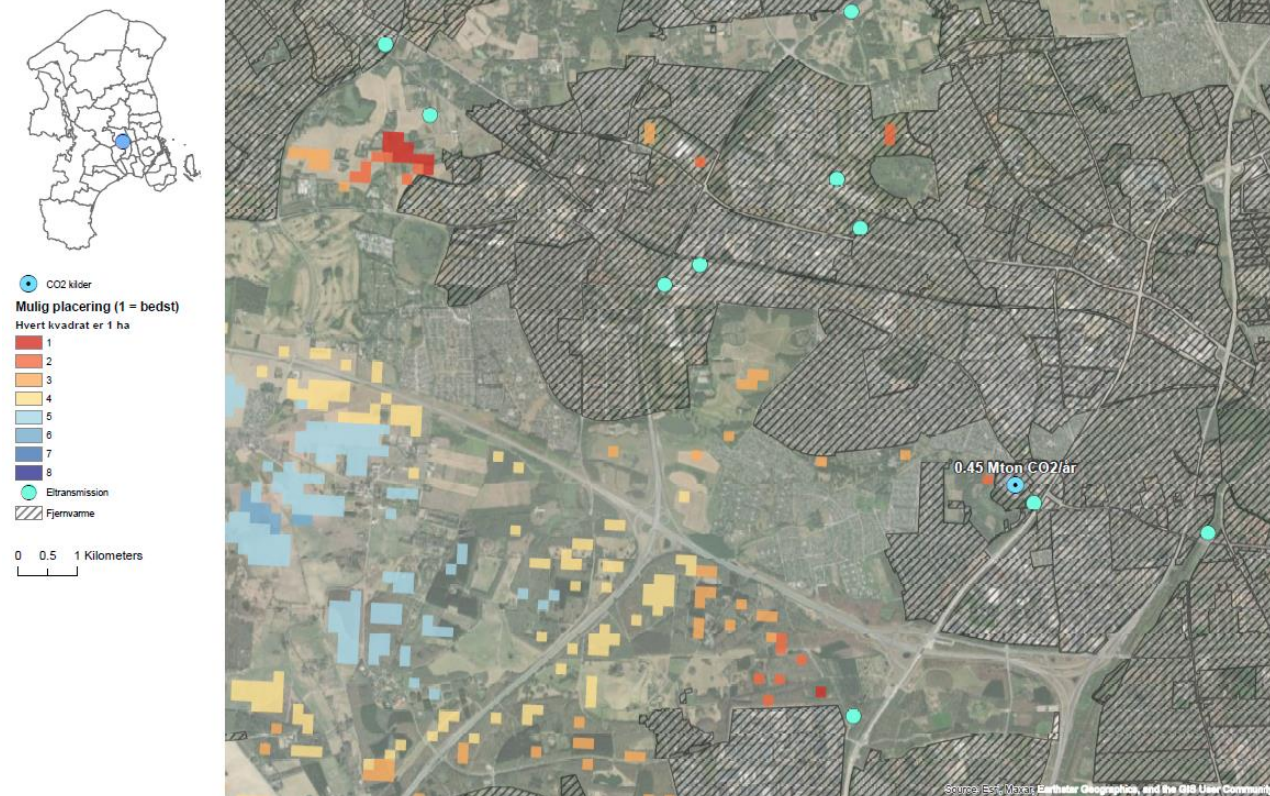 CO2 kilder
Mulig placering (1 = bedst)
Hvert kvadrat er 1 ha
1
2
3
4
5
6
7
8
Eltransmission
Fjernvarme
0 0.5 1 Kilometers
0.45 Mton CO2/år
Source: Esri, Maxar, Earthstar Geographics, and the GIS User Community